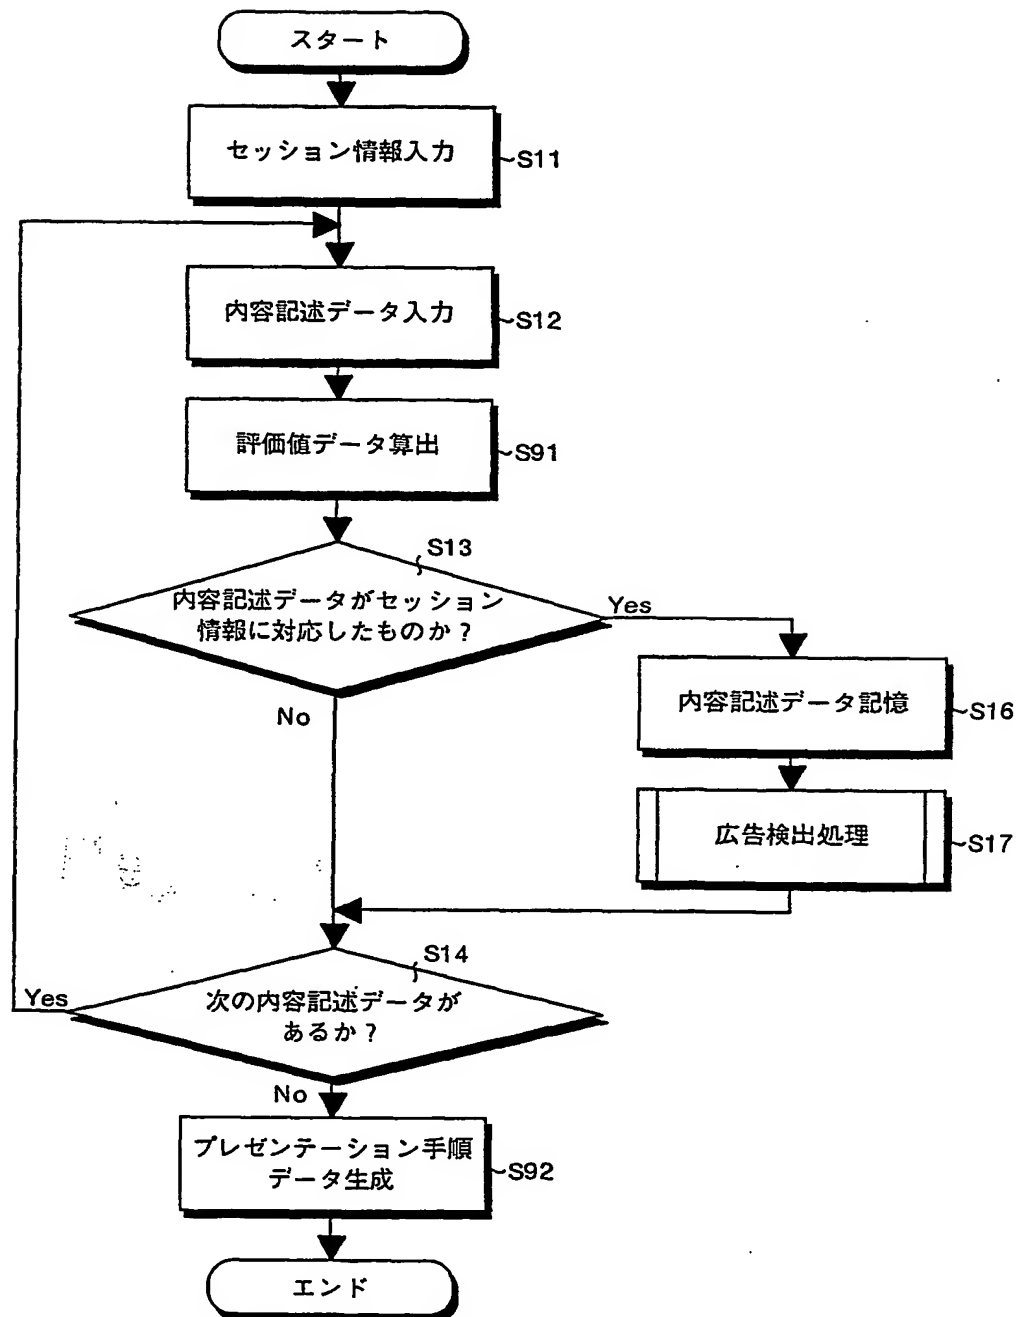 スタート
セッション情報入力
S11
内容記述データ入力
S12
評価値データ算出
S91
S13
内容記述データがセッション
情報に対応したものか？
Yes
No
内容記述データ記憶
S16
広告検出処理
S17
S14
次の内容記述データが
あるか？
Yes
No
プレゼンテーション手順
データ生成
S92
エンド